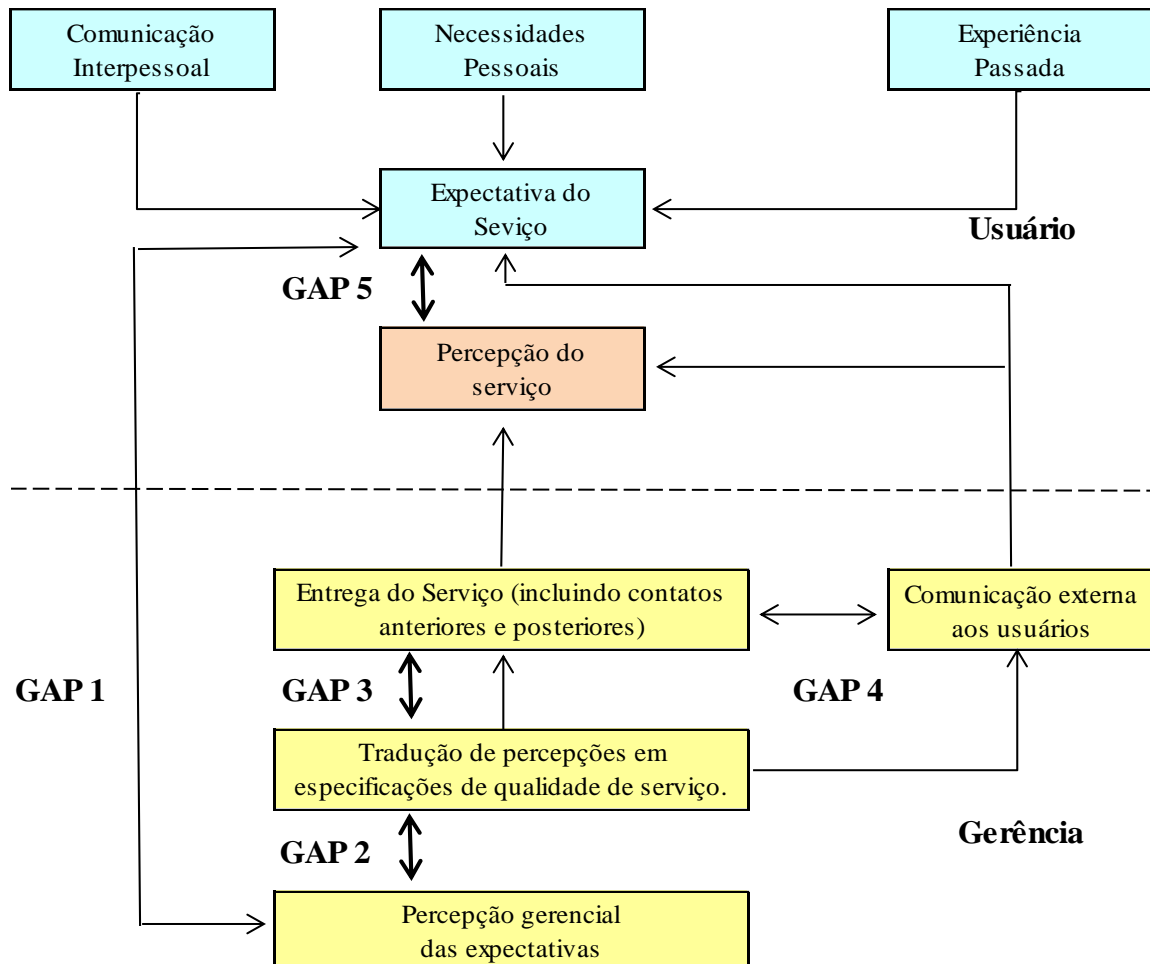 Comunicação
Interpessoal
Necessidades
Pessoais
Experiência
Passada
Expectativa do
Seviço
Usuário
GAP 5
Percepção do
serviço
Entrega do Serviço (incluindo contatos
anteriores e posteriores)
Comunicação externa
aos usuários
GAP 1
GAP 3
GAP 4
Tradução de percepções em
especificações de qualidade de serviço.
Gerência
GAP 2
Percepção gerencial
das expectativas